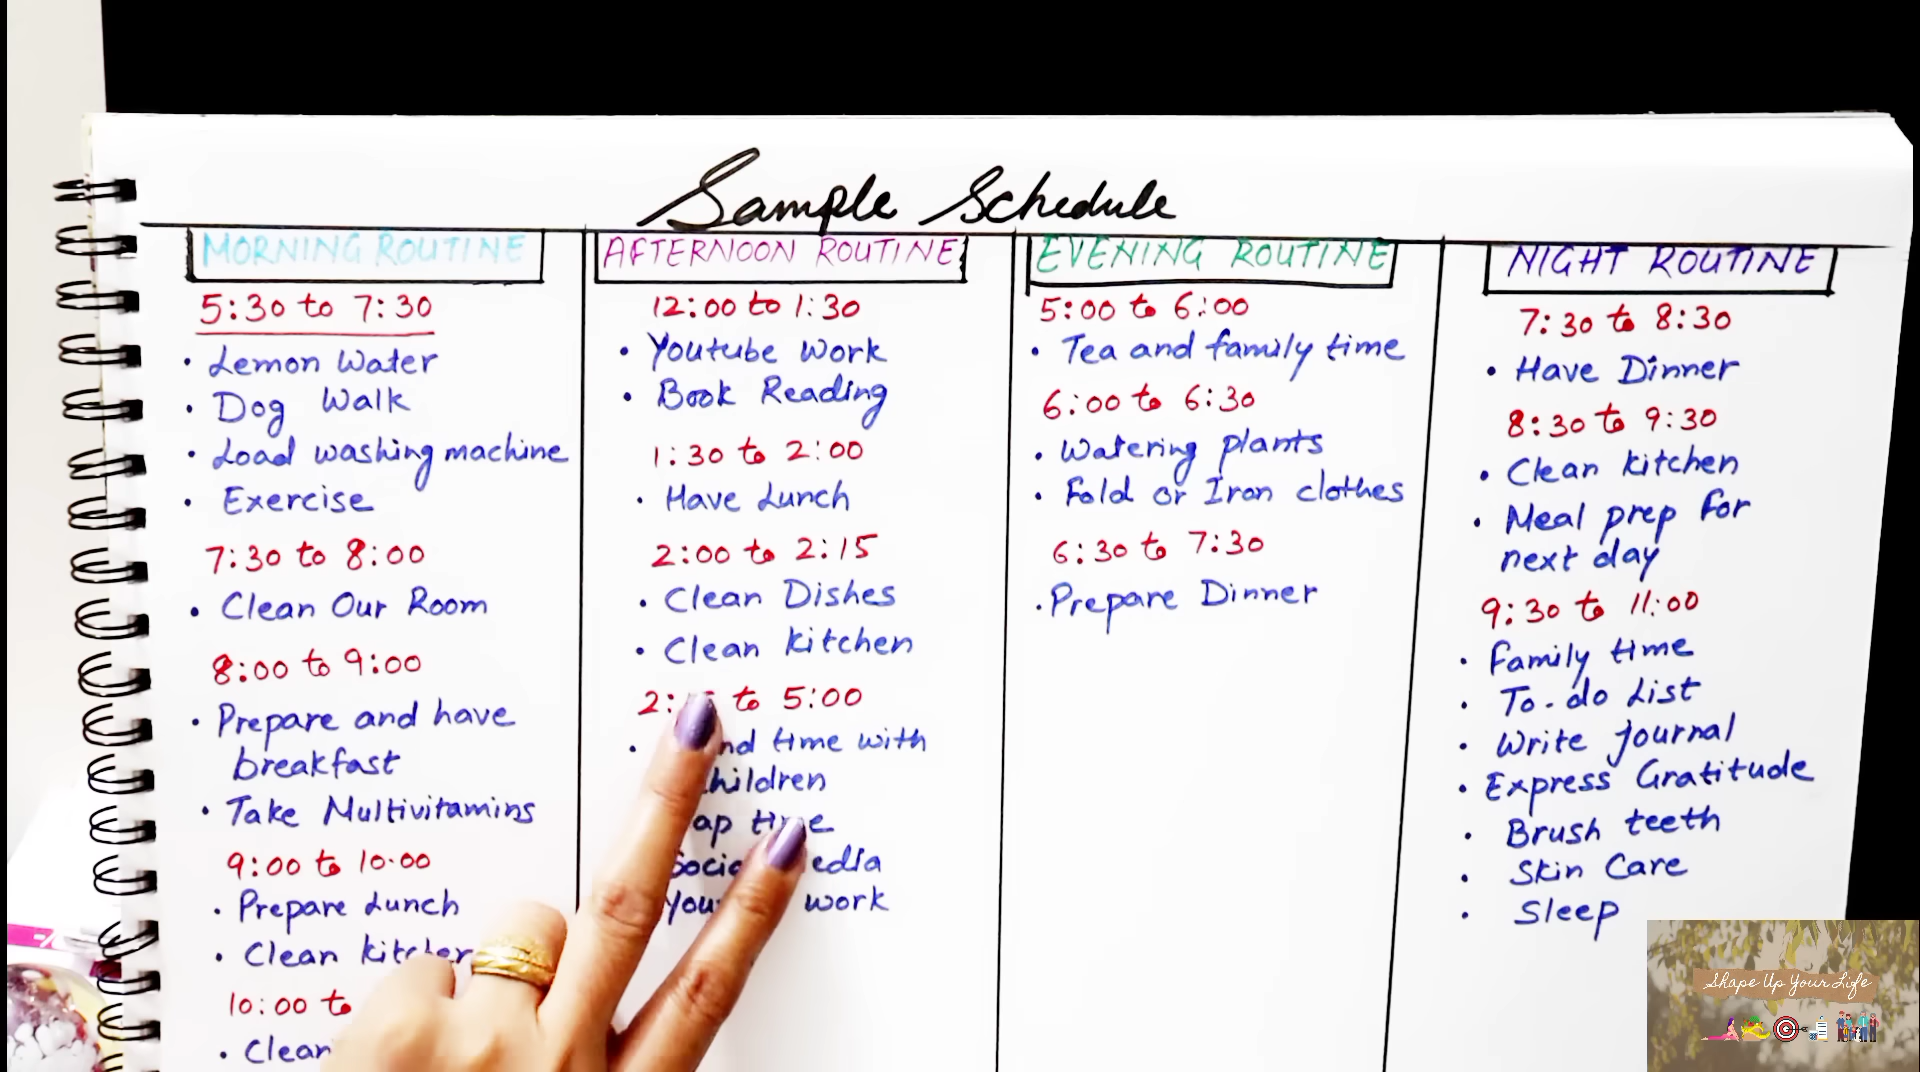 Sample Schedule
MORNING ROUTINE
5:30 to 7:30
• Lemon Water
• Dog Walk
• Load washing machine
• Exercise
7:30 to 8:00
• Clean Our Room
8:00 to 9:00
• Prepare and have
breakfast
• Take Multivitamins
9:00 to 10.00
• Prepare Lunch
• Clean kitchen
10:00 to
• Clean
AFTERNOON ROUTINE
12:00 to 1:30
• Youtube Work
• Book Reading
1:30 to 2:00
• Have Lunch
2:00 to 2:15
• Clean Dishes
• Clean kitchen
to 5:00
• time with
children
time
Social Media
work
EVENING ROUTINE
5:00 to 6:00
• Tea and family time
6:00 to 6:30
• Watering plants
• Fold or Iron clothes
6:30 to 7:30
• Prepare Dinner
NIGHT ROUTINE
7:30 to 8:30
• Have Dinner
8:30 to 9:30
• Clean kitchen
• Meal prep for
next day
9:30 to 11:00
• Family time
• To-do List
• Write Journal
• Express Gratitude
• Brush teeth
• Skin Care
• Sleep
Shape Up Your Life